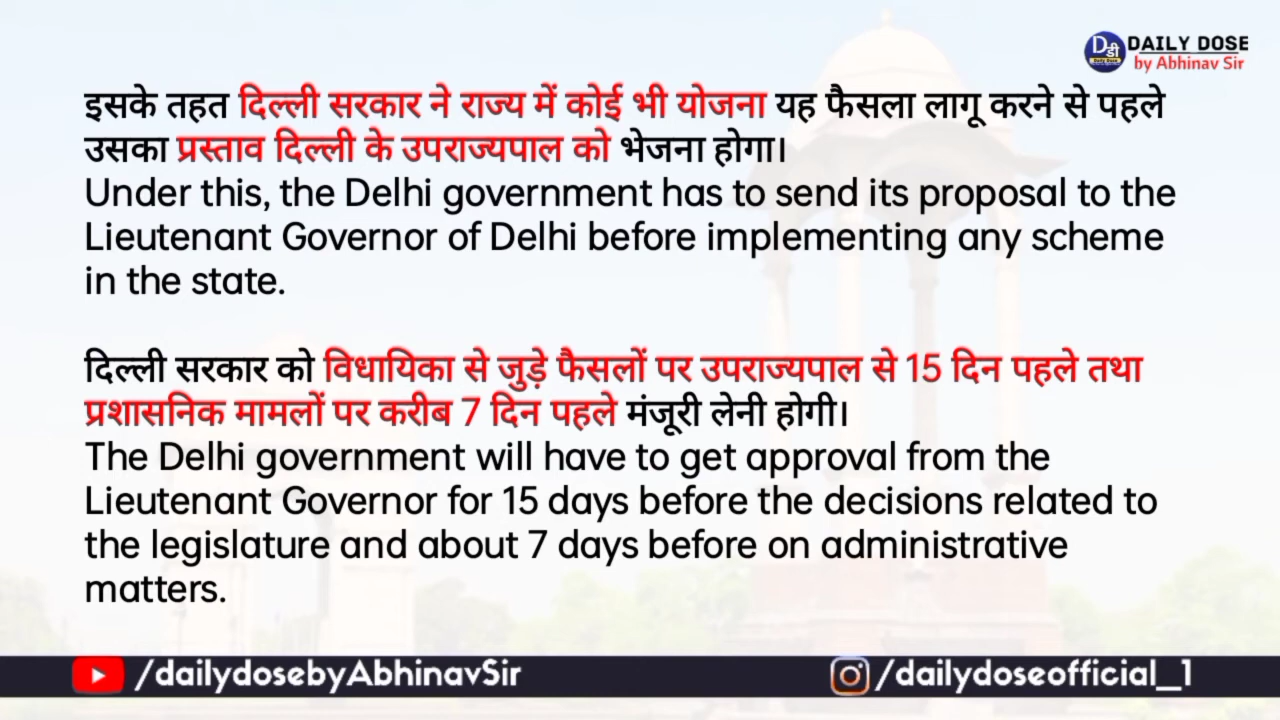 Dडी DAILY DOSE
Daily Dose
by Abhinav Sir
इसके तहत दिल्ली सरकार ने राज्य में कोई भी योजना यह फैसला लागू करने से पहले
उसका प्रस्ताव दिल्ली के उपराज्यपाल को भेजना होगा।
Under this, the Delhi government has to send its proposal to the
Lieutenant Governor of Delhi before implementing any scheme
in the state.
दिल्ली सरकार को विधायिका से जुड़े फैसलों पर उपराज्यपाल से 15 दिन पहले तथा
प्रशासनिक मामलों पर करीब 7 दिन पहले मंजूरी लेनी होगी।
The Delhi government will have to get approval from the
Lieutenant Governor for 15 days before the decisions related to
the legislature and about 7 days before on administrative
matters.
/dailydosebyAbhinavSir /dailydoseofficial_1